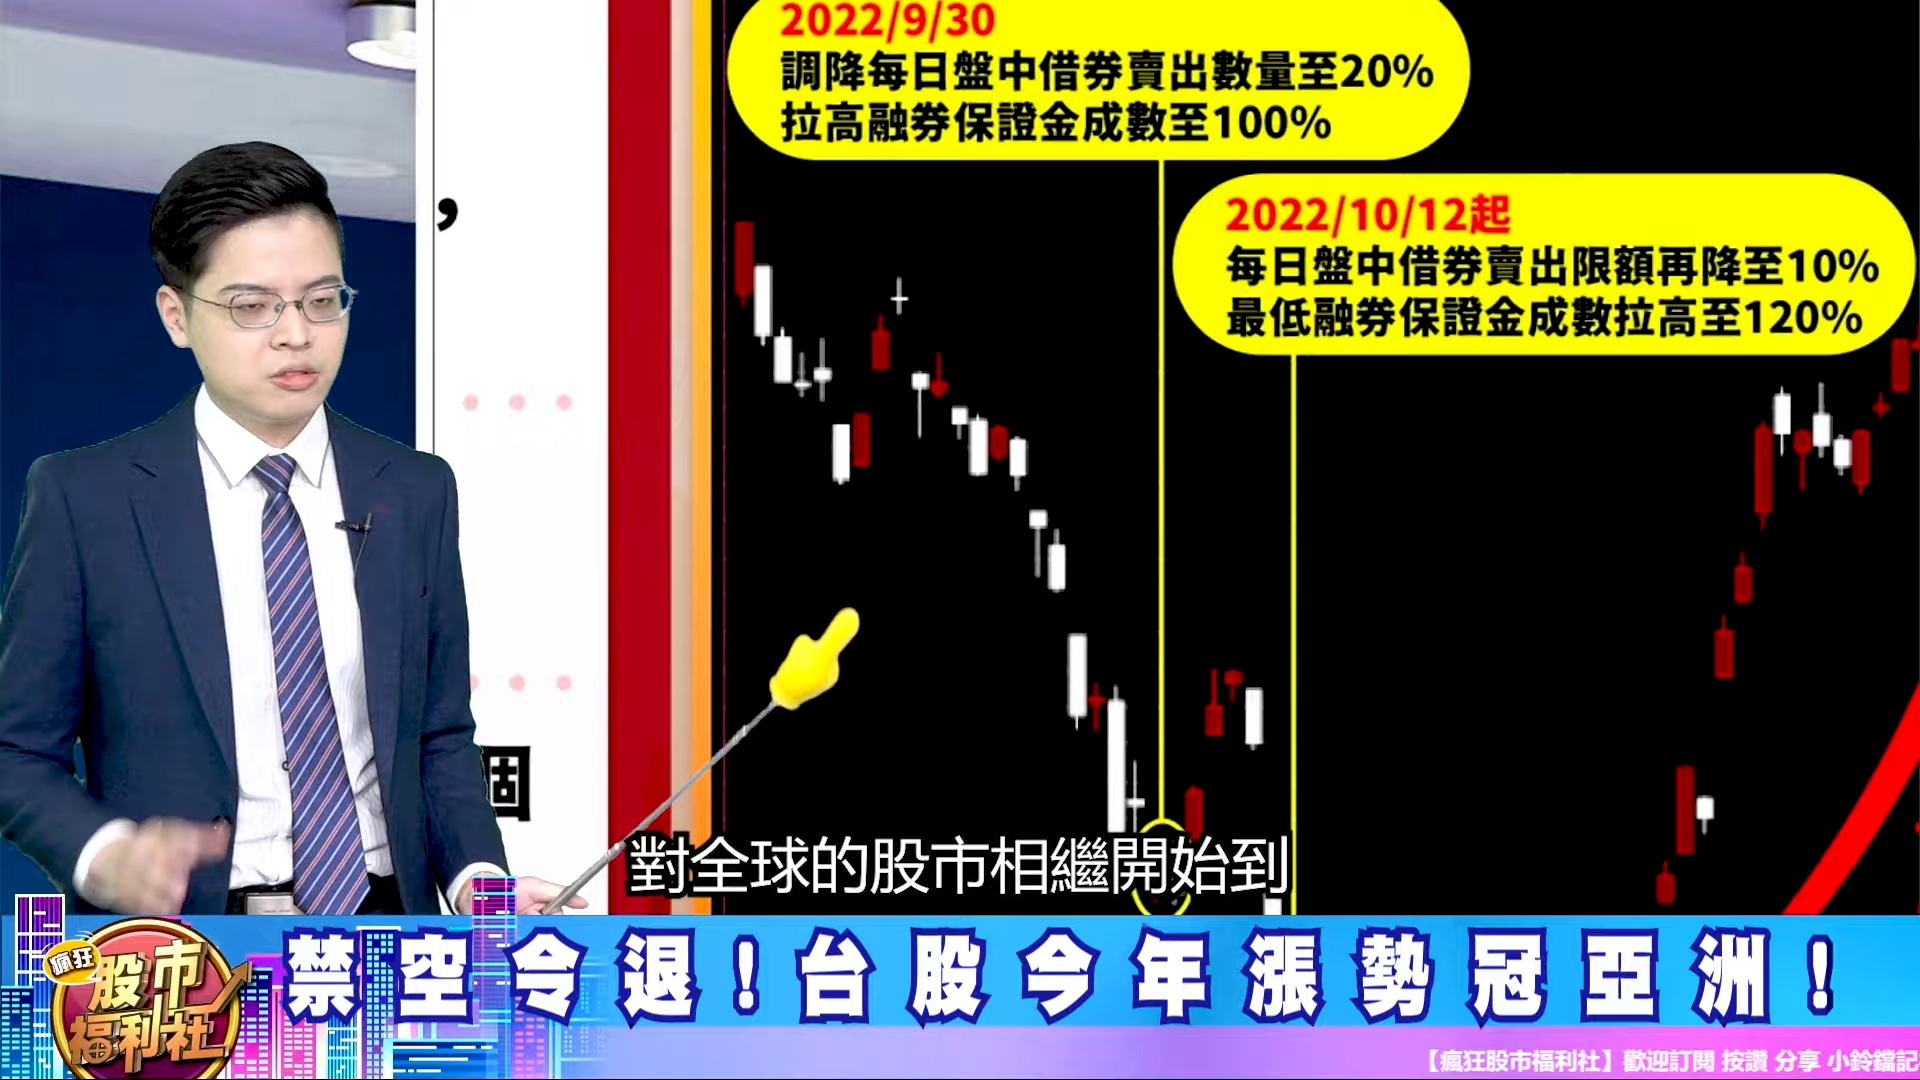 2022/9/30
調降每日盤中借券賣出數量至20%
拉高融券保證金成數至100%
2022/10/12起
每日盤中借券賣出限額再降至10%
最低融券保證金成數拉高至120%
，
個
對全球的股市相繼開始到
禁空令退！台股今年漲勢冠亞洲！
瘋狂
股市
福利社
【瘋狂股市福利社】歡迎訂閱 按讚 分享 小鈴鐺記